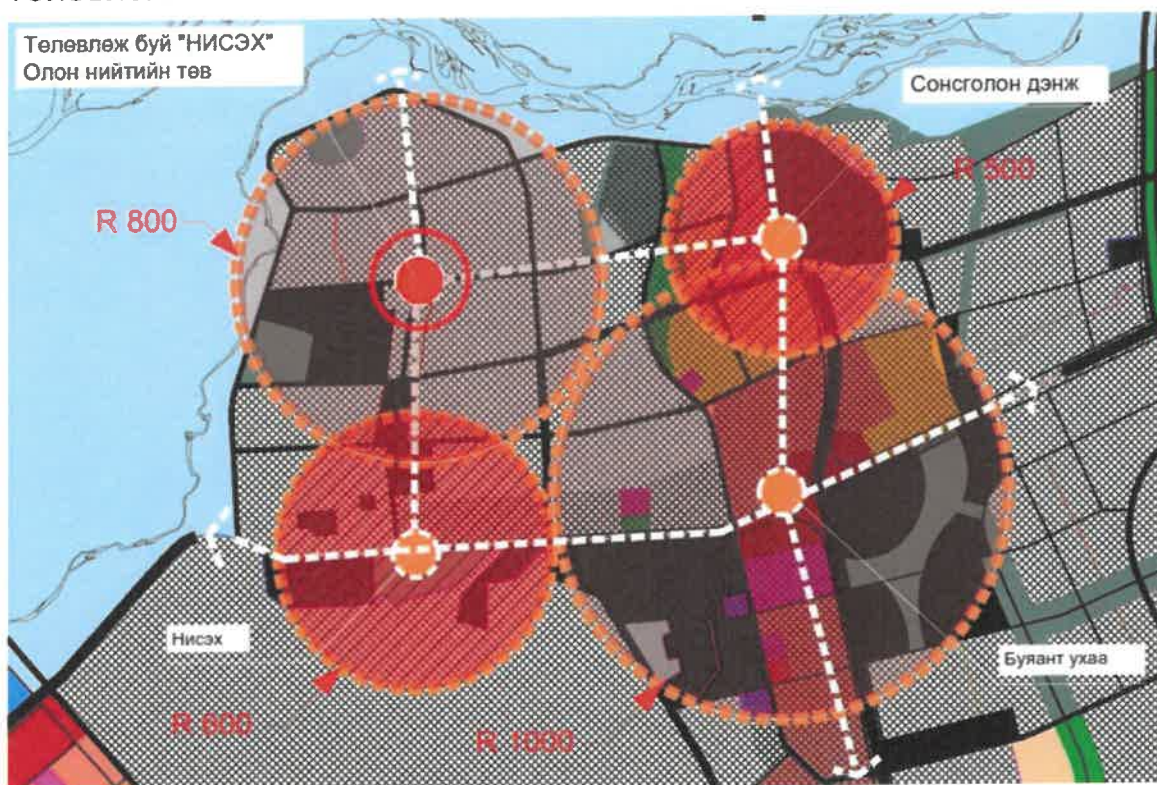 Төлөвлөж буй "НИСЭХ"
Олон нийтийн төв
Сонсголон дэнж
R 500
R 800
Нисэх
Буянт ухаа
R 600
R 1000